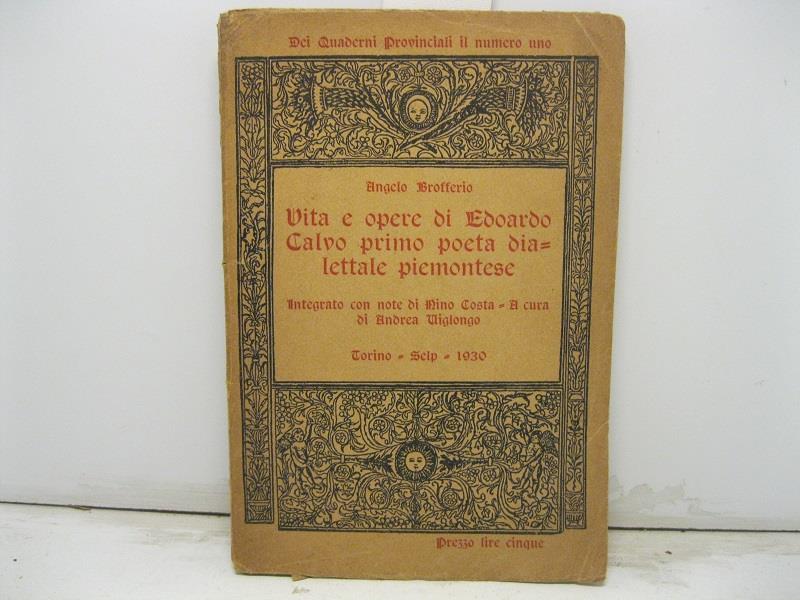 Dei Quaderni Provinciali il numero uno
Angelo Brofferio
Vita e opere di Edoardo
Calvo primo poeta dia=
lettale piemontese
Integrato con note di Nino Costa = A cura
di Andrea Viglongo
Torino = Selp = 1930
Prezzo lire cinque